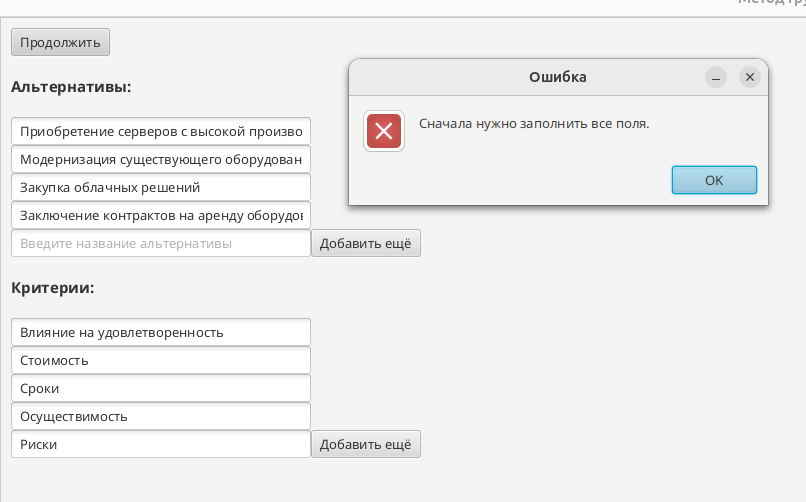 Продолжить
Ошибка
Сначала нужно заполнить все поля.
OK
Альтернативы:
Приобретение серверов с высокой произво
Модернизация существующего оборудован
Закупка облачных решений
Заключение контрактов на аренду оборудов
Введите название альтернативы
Добавить ещё
Критерии:
Влияние на удовлетворенность
Стоимость
Сроки
Осуществимость
Риски
Добавить ещё